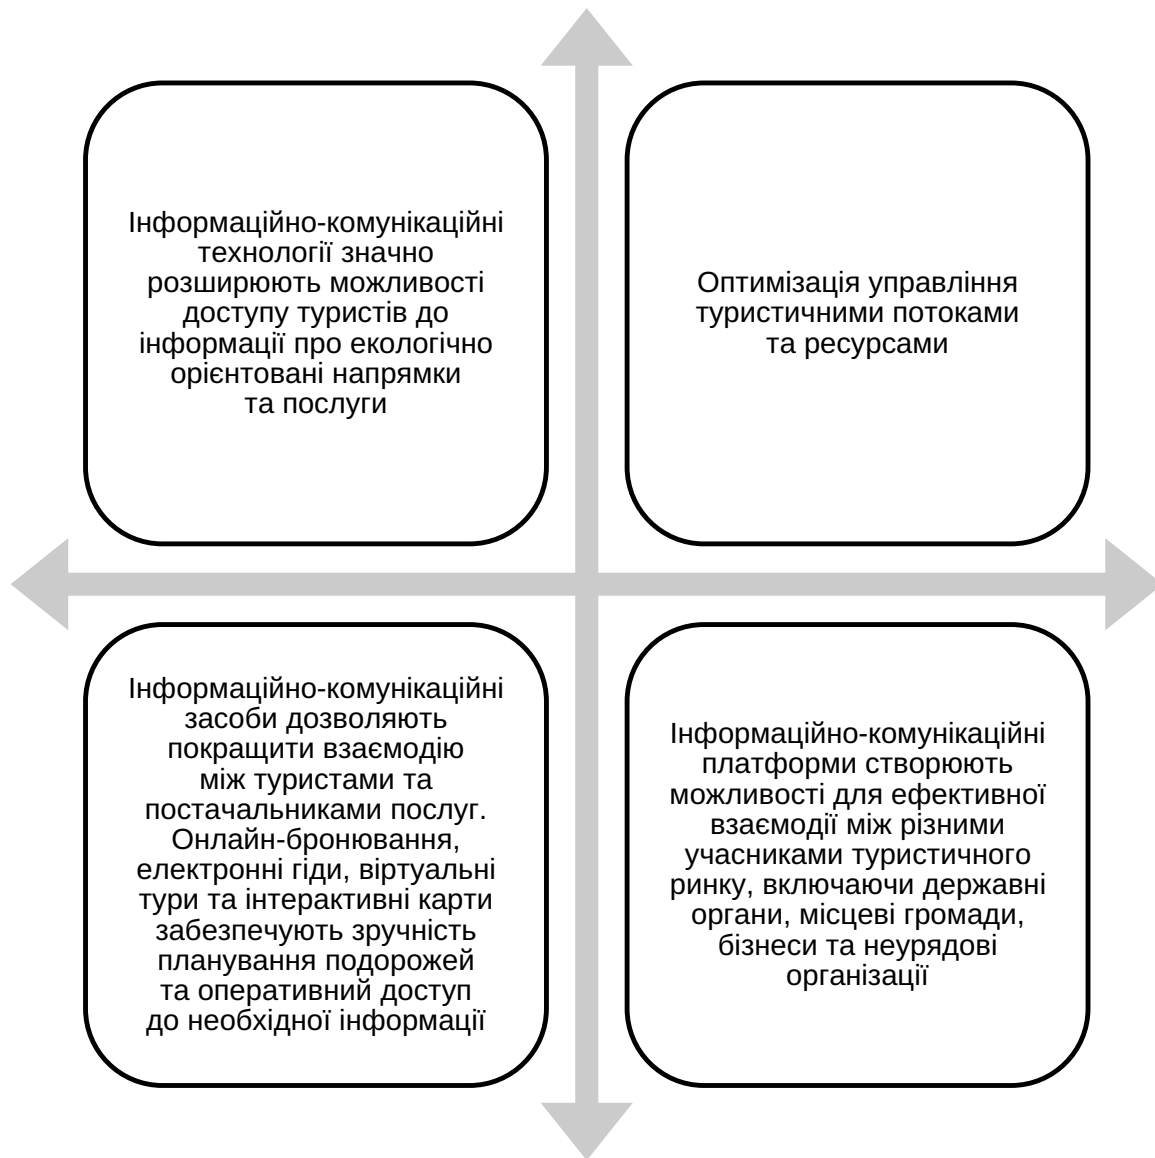 Інформаційно-комунікаційні
технології значно
розширюють можливості
доступу туристів до
інформації про екологічно
орієнтовані напрямки
та послуги
Оптимізація управління
туристичними потоками
та ресурсами
Інформаційно-комунікаційні
засоби дозволяють
покращити взаємодію
між туристами та
постачальниками послуг.
Онлайн-бронювання,
електронні гіди, віртуальні
тури та інтерактивні карти
забезпечують зручність
планування подорожей
та оперативний доступ
до необхідної інформації
Інформаційно-комунікаційні
платформи створюють
можливості для ефективної
взаємодії між різними
учасниками туристичного
ринку, включаючи державні
органи, місцеві громади,
бізнеси та неурядові
організації